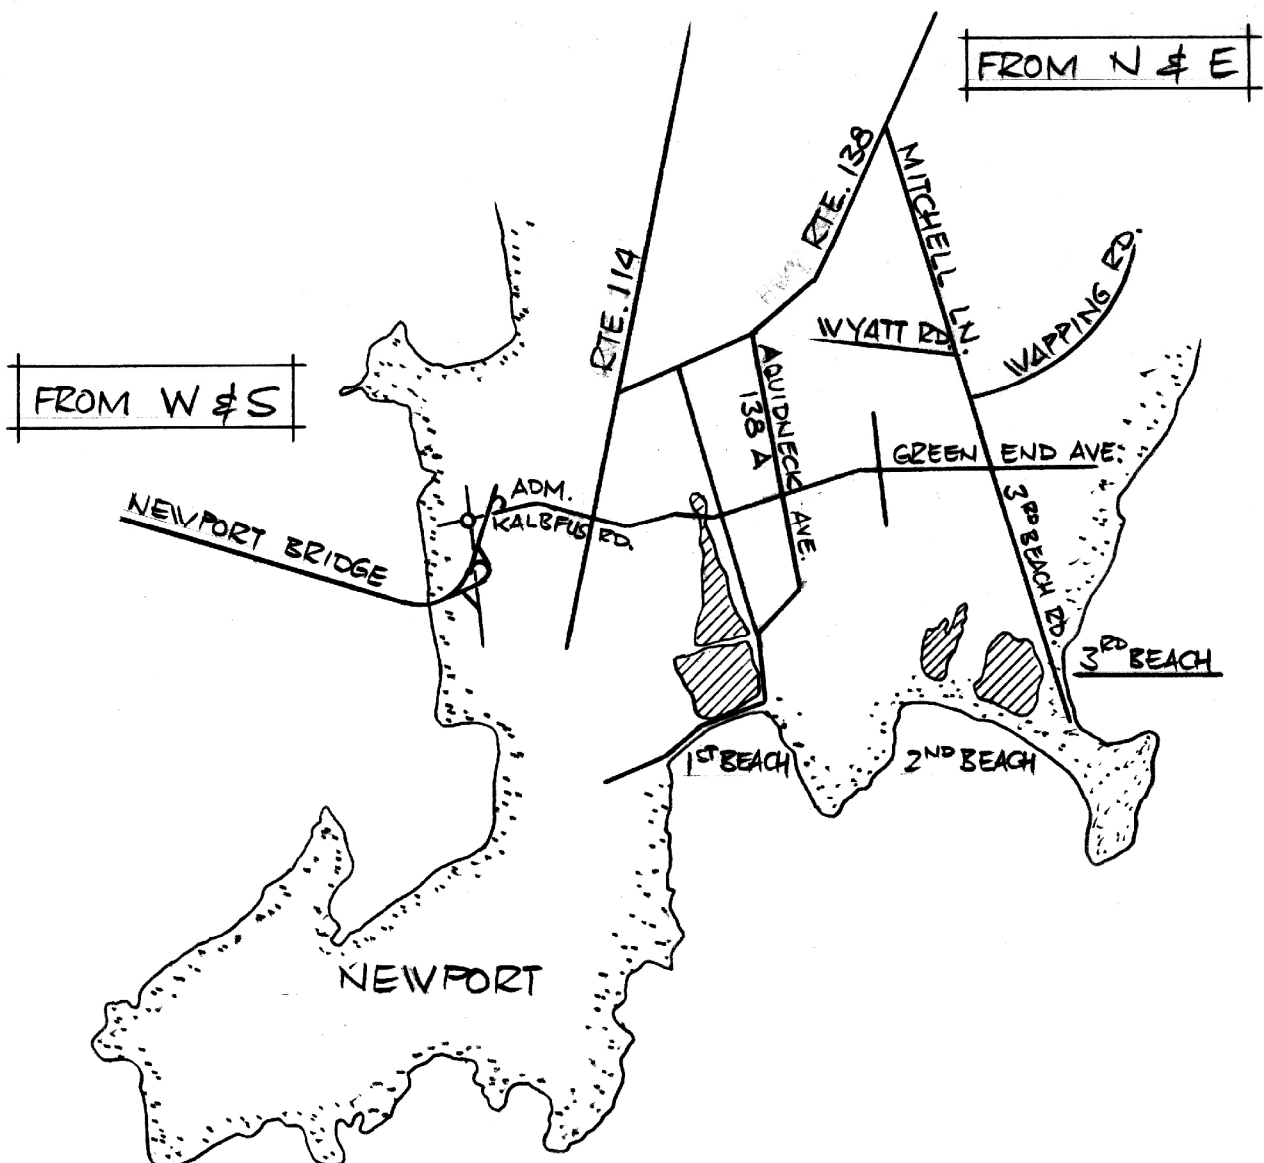 FROM N & E
RTE. 138
MITCHELL LN.
WAPPING RD.
RTE. 114
WYATT RD.
FROM W & S
AQUIDNECK AVE.
138 A
GREEN END AVE.
ADM.
KALBFUS RD.
NEWPORT BRIDGE
3RD BEACH RD.
3RD BEACH
1ST BEACH
2ND BEACH
NEWPORT